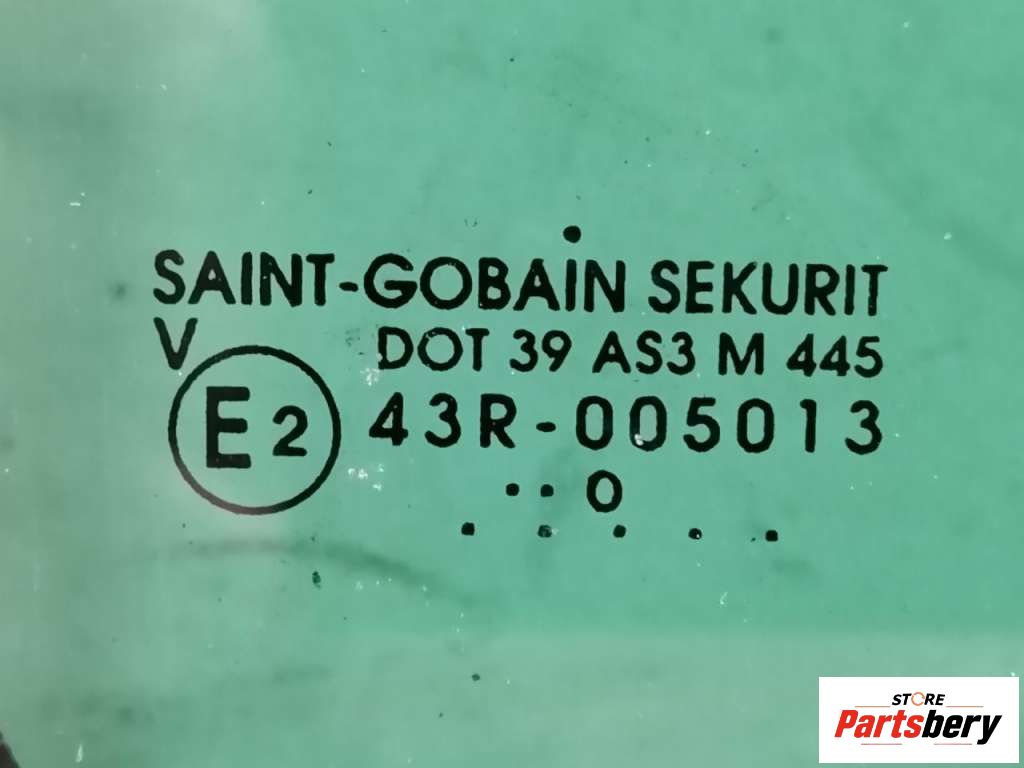 SAINT-GOBAIN SEKURIT
V DOT 39 AS3 M 445
E2 43R-005013
.. 0
. . . . .
STORE
Partsbery